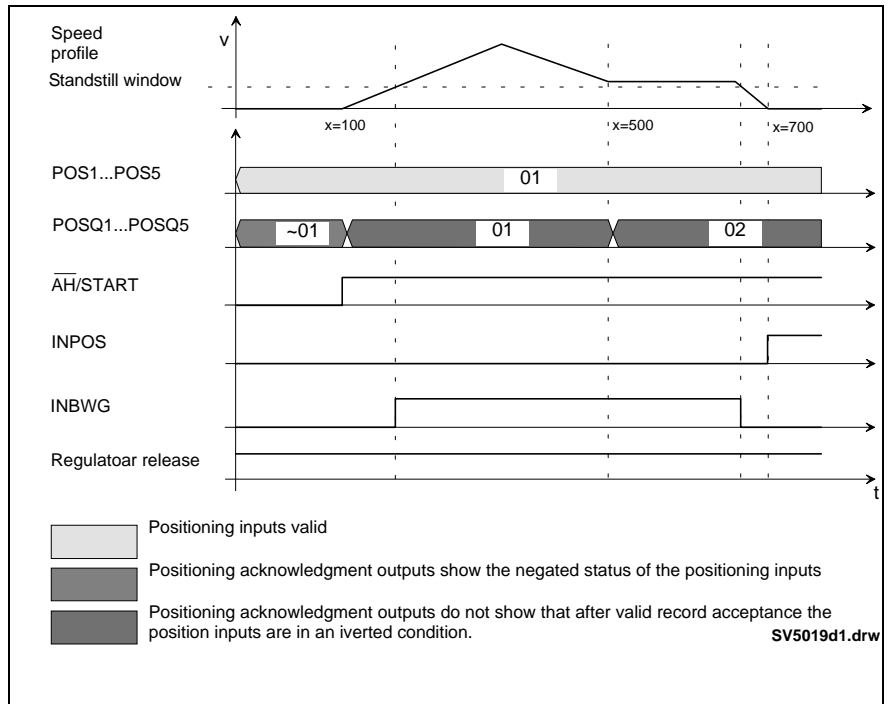 Speed
profile
v
Standstill window
x=100
x=500
x=700
POS1...POS5
01
POSQ1...POSQ5
~01
01
02
AH/START
INPOS
INBWG
Regulatoar release
t
Positioning inputs valid
Positioning acknowledgment outputs show the negated status of the positioning inputs
Positioning acknowledgment outputs do not show that after valid record acceptance the
position inputs are in an iverted condition.
SV5019d1.drw